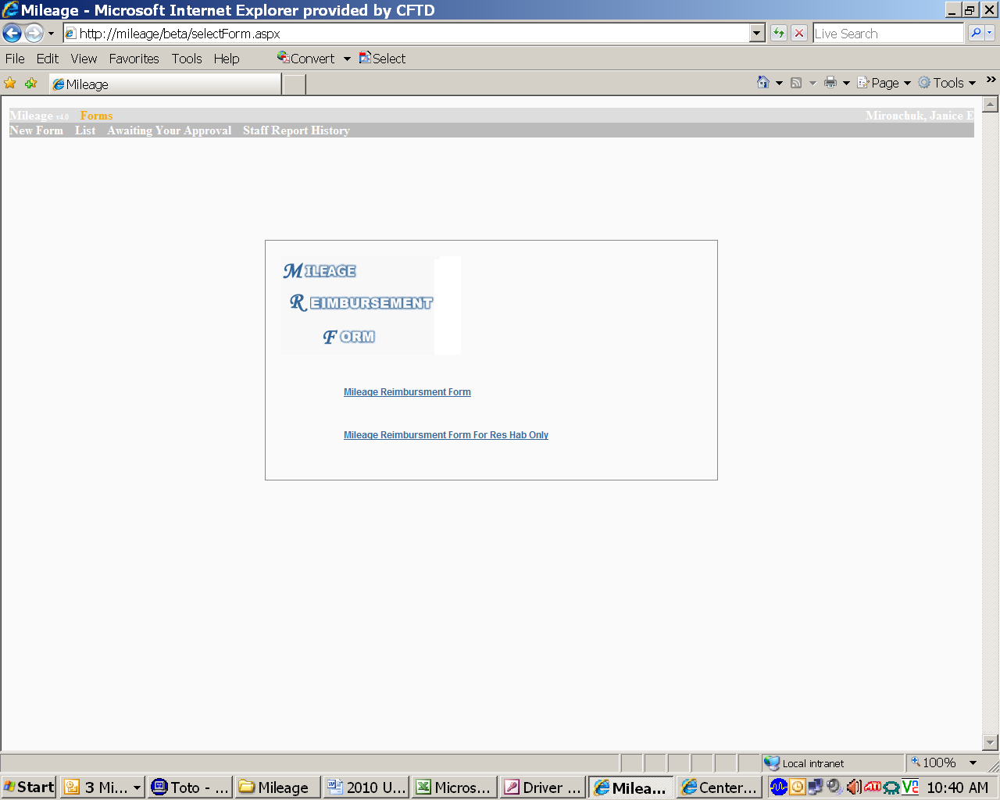 Mileage - Microsoft Internet Explorer provided by CFTD
http://mileage/beta/selectForm.aspx
Live Search
File Edit View Favorites Tools Help Convert Select
Mileage
Page Tools
Mileage v4.0 Forms Mironchuk, Janice E
New Form List Awaiting Your Approval Staff Report History
MILEAGE
REIMBURSEMENT
FORM
Mileage Reimbursment Form
Mileage Reimbursment Form For Res Hab Only
Local intranet 100%
Start 3 Mi... Toto - ... Mileage 2010 U... Micros... Driver ... Milea... Center... ATI 10:40 AM